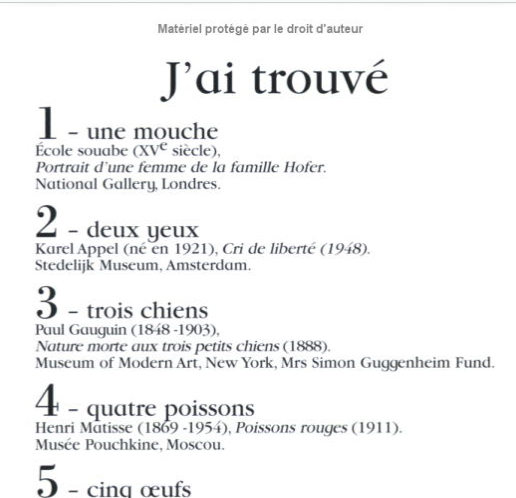 Matériel protégé par le droit d'auteur
J'ai trouvé
1 - une mouche
École souabe (XVe siècle),
Portrait d'une femme de la famille Hofer.
National Gallery, Londres.
2 - deux yeux
Karel Appel (né en 1921), Cri de liberté (1948).
Stedelijk Museum, Amsterdam.
3 - trois chiens
Paul Gauguin (1848 -1903),
Nature morte aux trois petits chiens (1888).
Museum of Modern Art, New York, Mrs Simon Guggenheim Fund.
4 - quatre poissons
Henri Matisse (1869 -1954), Poissons rouges (1911).
Musée Pouchkine, Moscou.
5 - cinq œufs